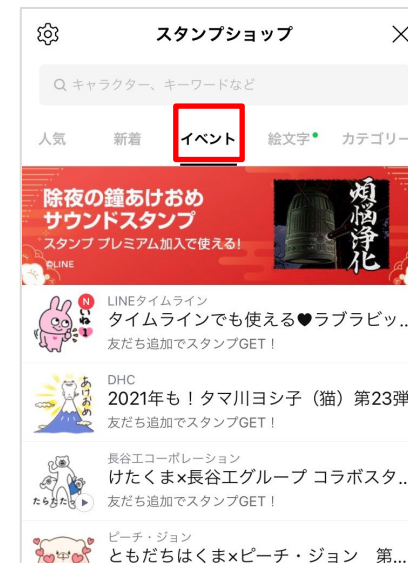 スタンプショップ
キャラクター、キーワードなど
人気 新着 イベント 絵文字 カテゴリー
除夜の鐘あけおめ
サウンドスタンプ
スタンプ プレミアム加入で使える!
©LINE
煩悩浄化
N
LINEタイムライン
いいね
1
タイムラインでも使える♥ラブラビッ...
友だち追加でスタンプGET!
DHC
あけおめ
2021年も!タマ川ヨシ子(猫)第23弾
友だち追加でスタンプGET!
長谷工コーポレーション
けたくま×長谷工グループ コラボスタ...
友だち追加でスタンプGET!
ピーチ・ジョン
ともだちはくま×ピーチ・ジョン 第...